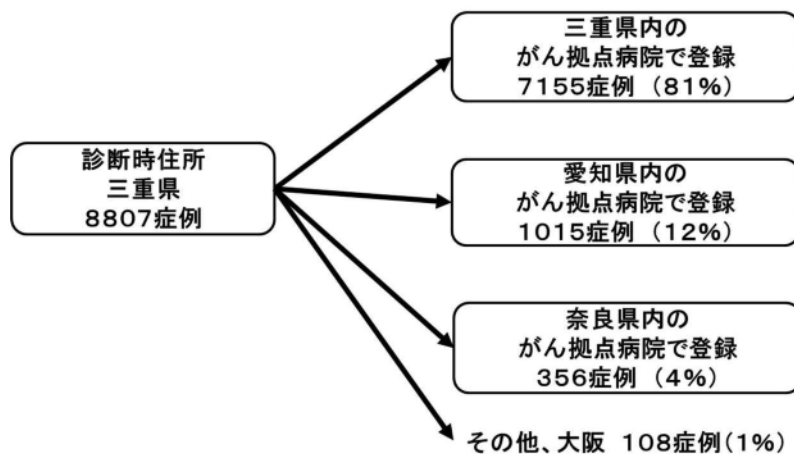 診断時住所
三重県
8807症例
三重県内の
がん拠点病院で登録
7155症例 （81%）
愛知県内の
がん拠点病院で登録
1015症例 （12%）
奈良県内の
がん拠点病院で登録
356症例 （4%）
その他、大阪 108症例（1%）